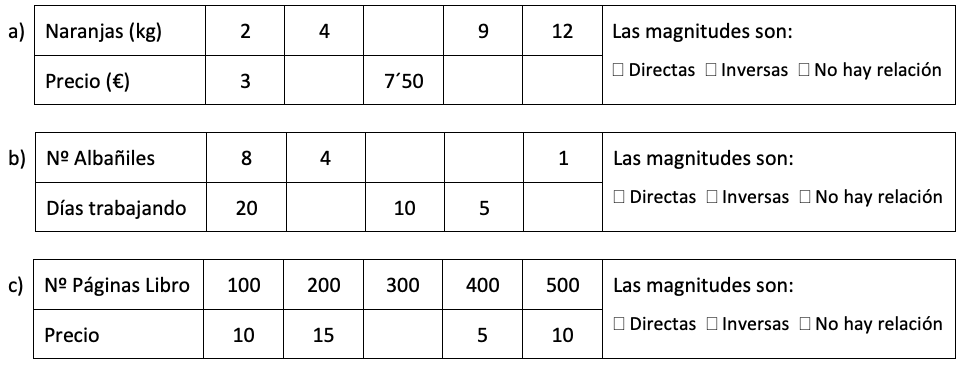 a) Naranjas (kg) 2 4 9 12 Las magnitudes son:
Precio (€) 3 7´50 □ Directas □ Inversas □ No hay relación
b) Nº Albañiles 8 4 1 Las magnitudes son:
Días trabajando 20 10 5 □ Directas □ Inversas □ No hay relación
c) Nº Páginas Libro 100 200 300 400 500 Las magnitudes son:
Precio 10 15 5 10 □ Directas □ Inversas □ No hay relación